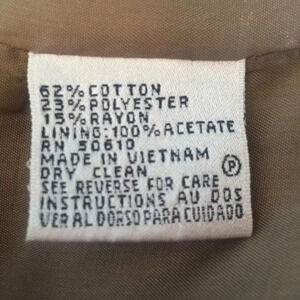 62% COTTON
23% POLYESTER
15% RAYON
LINING: 100% ACETATE
RN 50610
MADE IN VIETNAM
DRY CLEAN Ⓟ
SEE REVERSE FOR CARE
INSTRUCTIONS AU DOS
VER AL DORSO PARA CUIDADO